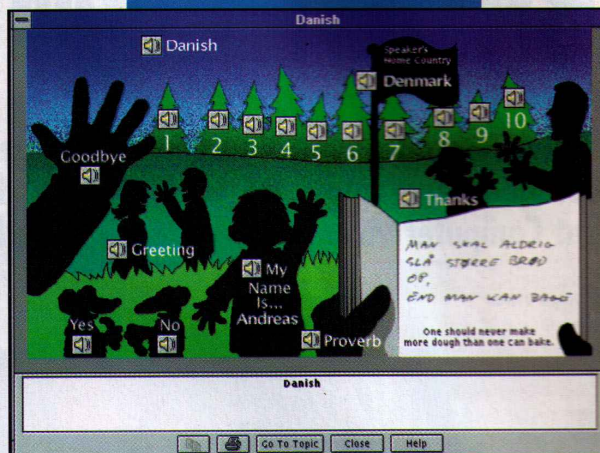 Danish
Speaker's
Home Country
Denmark
Danish
1 2 3 4 5 6 7 8 9 10
Goodbye
Thanks
Greeting
My
Name
Is...
Andreas
Yes
No
Proverb
MAN SKAL ALDRIG
SLÅ STØRRE BRØD
OP,
END MAN KAN BAGE
One should never make
more dough than one can bake.
Danish
Go To Topic
Close
Help